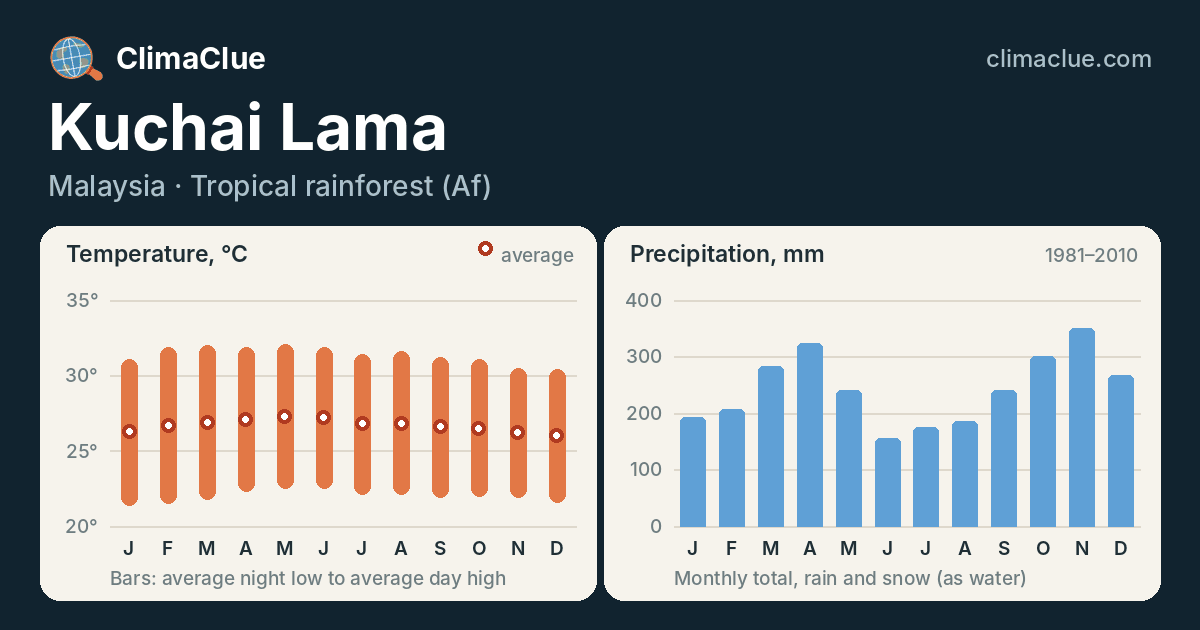 ClimaClue
climaclue.com
Kuchai Lama
Malaysia · Tropical rainforest (Af)
Temperature, °C
average
35°
30°
25°
20°
J F M A M J J A S O N D
Bars: average night low to average day high
Precipitation, mm
1981–2010
400
300
200
100
0
J F M A M J J A S O N D
Monthly total, rain and snow (as water)